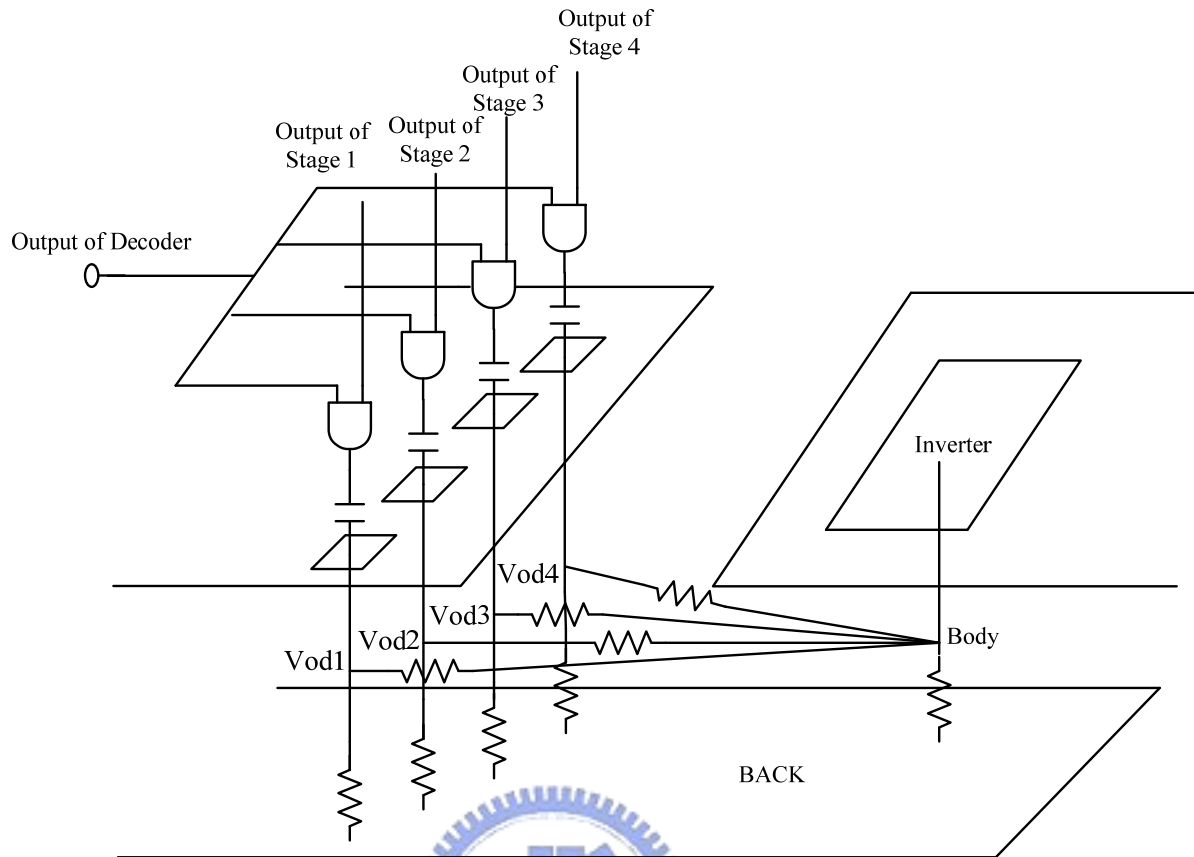 Output of
Stage 4
Output of
Stage 3
Output of
Stage 1
Output of
Stage 2
Output of Decoder
Inverter
Vod4
Vod3
Vod2
Body
Vod1
BACK